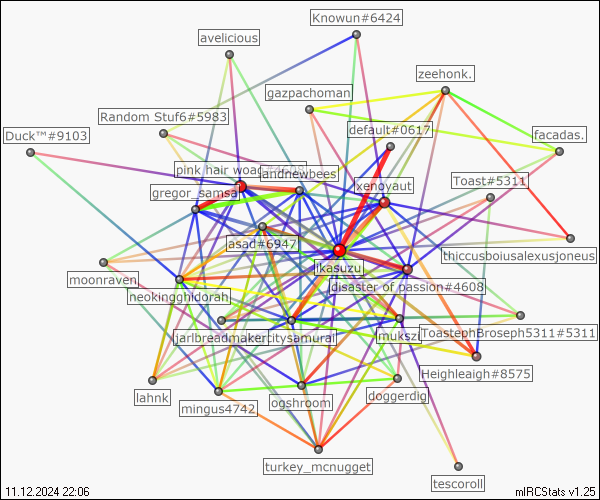 Knowun#6424
avelicious
zeehonk.
gazpachoman
Random Stuf6#5983
default#0617
Duck™#9103
facadas.
pink hair woag
andnewbees
xenoyaut
Toast#5311
gregor_samsa
asad#6947
thiccusboiusalexusjoneus
ikasuzu
moonraven
disaster of passion#4608
neokingghidorah
jarlbreadmaker
citysamurai
mukszi
ToastephBroseph5311#5311
Heighleaigh#8575
lahnk
doggerdig
mingus4742
ogshroom
turkey_mcnugget
tescoroll
11.12.2024 22:06
mIRCStats v1.25